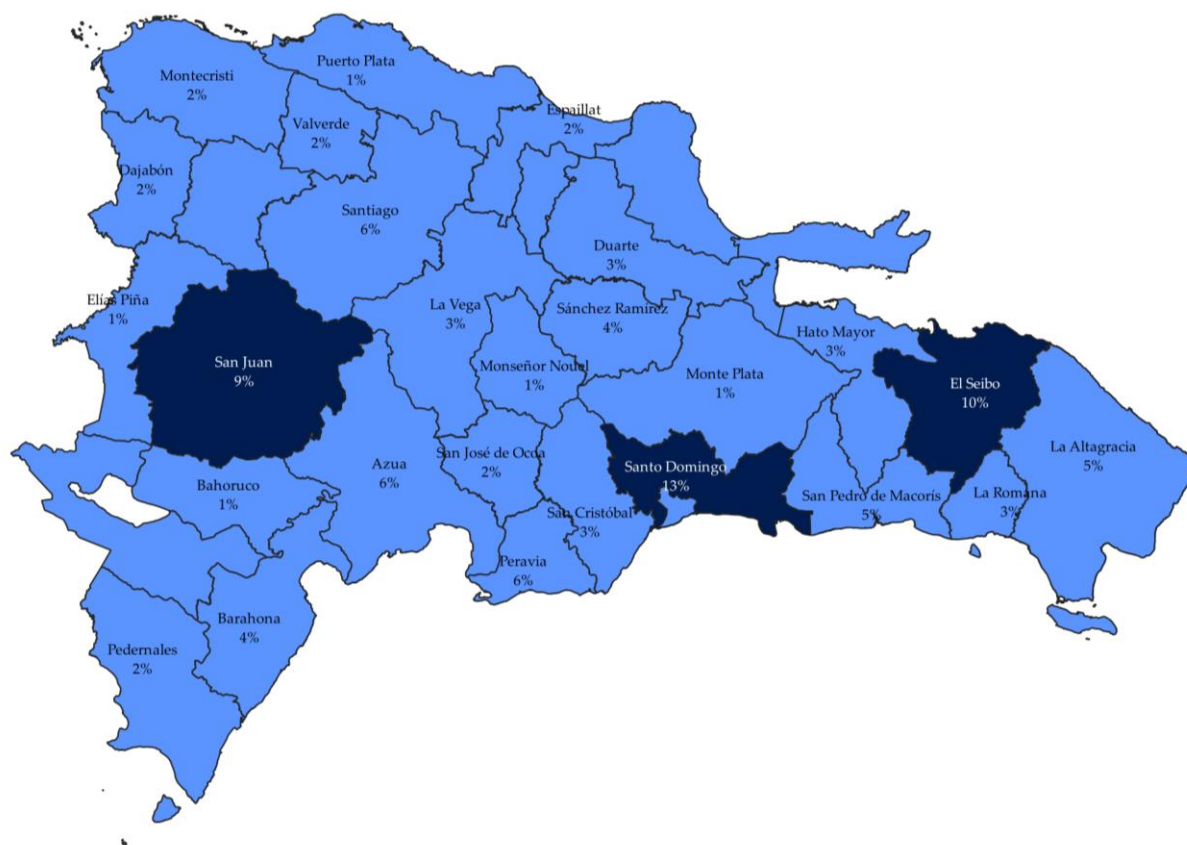 Puerto Plata
1%
Montecristi
2%
Espaillat
2%
Valverde
2%
Dajabón
2%
Santiago
6%
Duarte
3%
Elías Piña
1%
La Vega
3%
Sánchez Ramírez
4%
Hato Mayor
3%
San Juan
9%
Monseñor Nouel
1%
Monte Plata
1%
El Seibo
10%
La Altagracia
5%
San José de Ocoa
2%
Azua
6%
Santo Domingo
13%
Bahoruco
1%
San Pedro de Macorís
5%
La Romana
3%
San Cristóbal
3%
Peravia
6%
Barahona
4%
Pedernales
2%